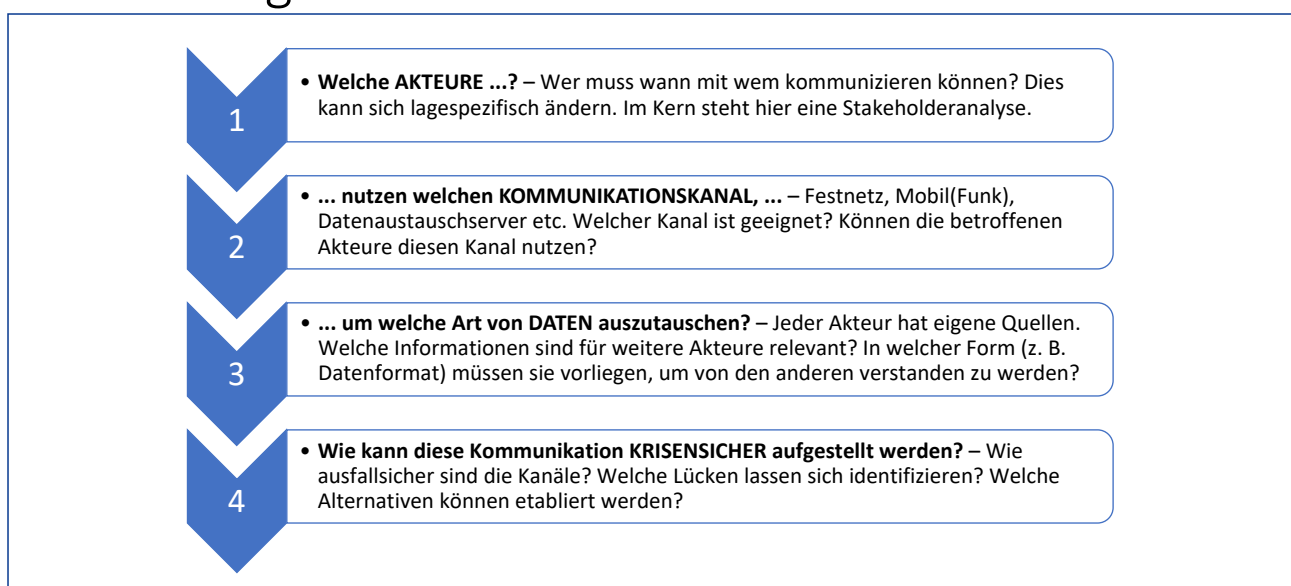 1
• Welche AKTEURE ...? – Wer muss wann mit wem kommunizieren können? Dies
kann sich lagespezifisch ändern. Im Kern steht hier eine Stakeholderanalyse.
2
• ... nutzen welchen KOMMUNIKATIONSKANAL, ... – Festnetz, Mobil(Funk),
Datenaustauschserver etc. Welcher Kanal ist geeignet? Können die betroffenen
Akteure diesen Kanal nutzen?
3
• ... um welche Art von DATEN auszutauschen? – Jeder Akteur hat eigene Quellen.
Welche Informationen sind für weitere Akteure relevant? In welcher Form (z. B.
Datenformat) müssen sie vorliegen, um von den anderen verstanden zu werden?
4
• Wie kann diese Kommunikation KRISENSICHER aufgestellt werden? – Wie
ausfallsicher sind die Kanäle? Welche Lücken lassen sich identifizieren? Welche
Alternativen können etabliert werden?